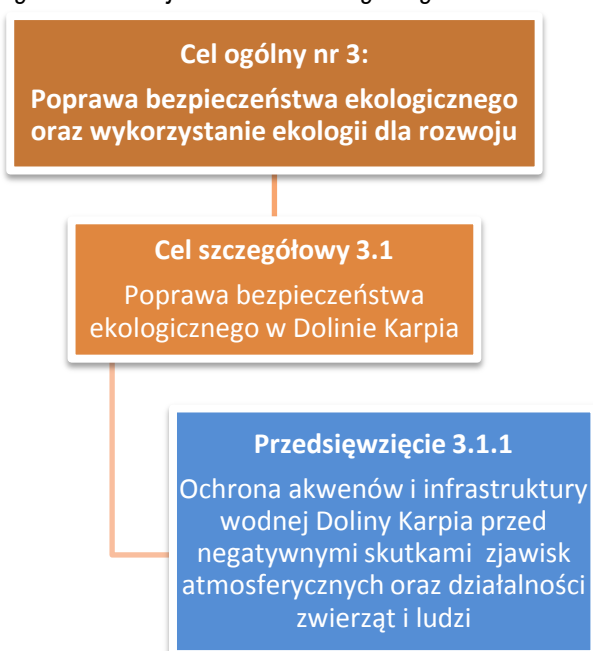 Cel ogólny nr 3:
Poprawa bezpieczeństwa ekologicznego
oraz wykorzystanie ekologii dla rozwoju
Cel szczegółowy 3.1
Poprawa bezpieczeństwa
ekologicznego w Dolinie Karpia
Przedsięwzięcie 3.1.1
Ochrona akwenów i infrastruktury
wodnej Doliny Karpia przed
negatywnymi skutkami zjawisk
atmosferycznych oraz działalności
zwierząt i ludzi